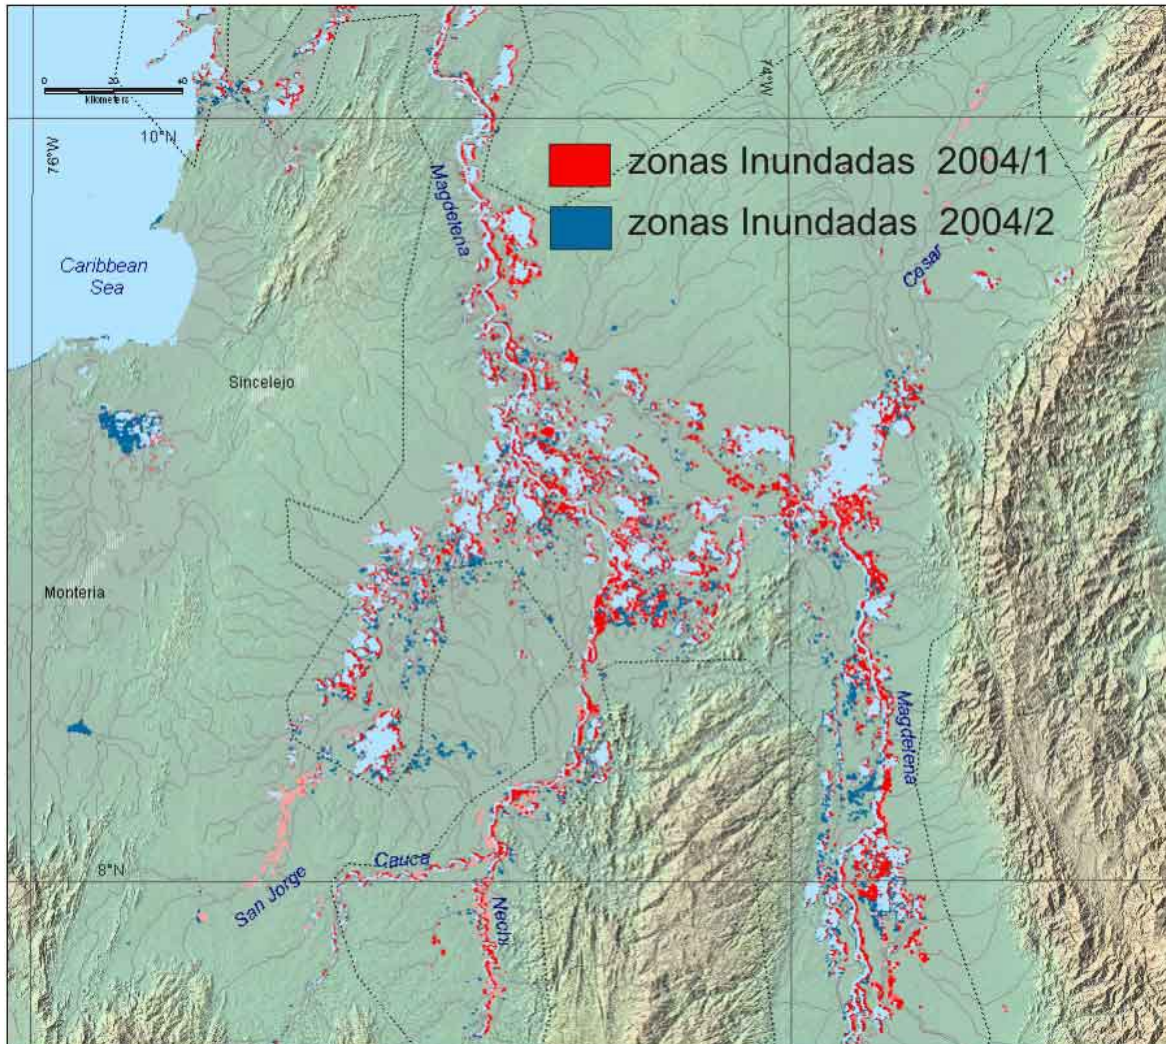 0 20 40
kilometers
76°W
10°N
74°W
zonas Inundadas 2004/1
zonas Inundadas 2004/2
Magdelena
Cesar
Caribbean
Sea
Sincelejo
Monteria
Magdelena
Cauca
8°N
San Jorge
Nechi